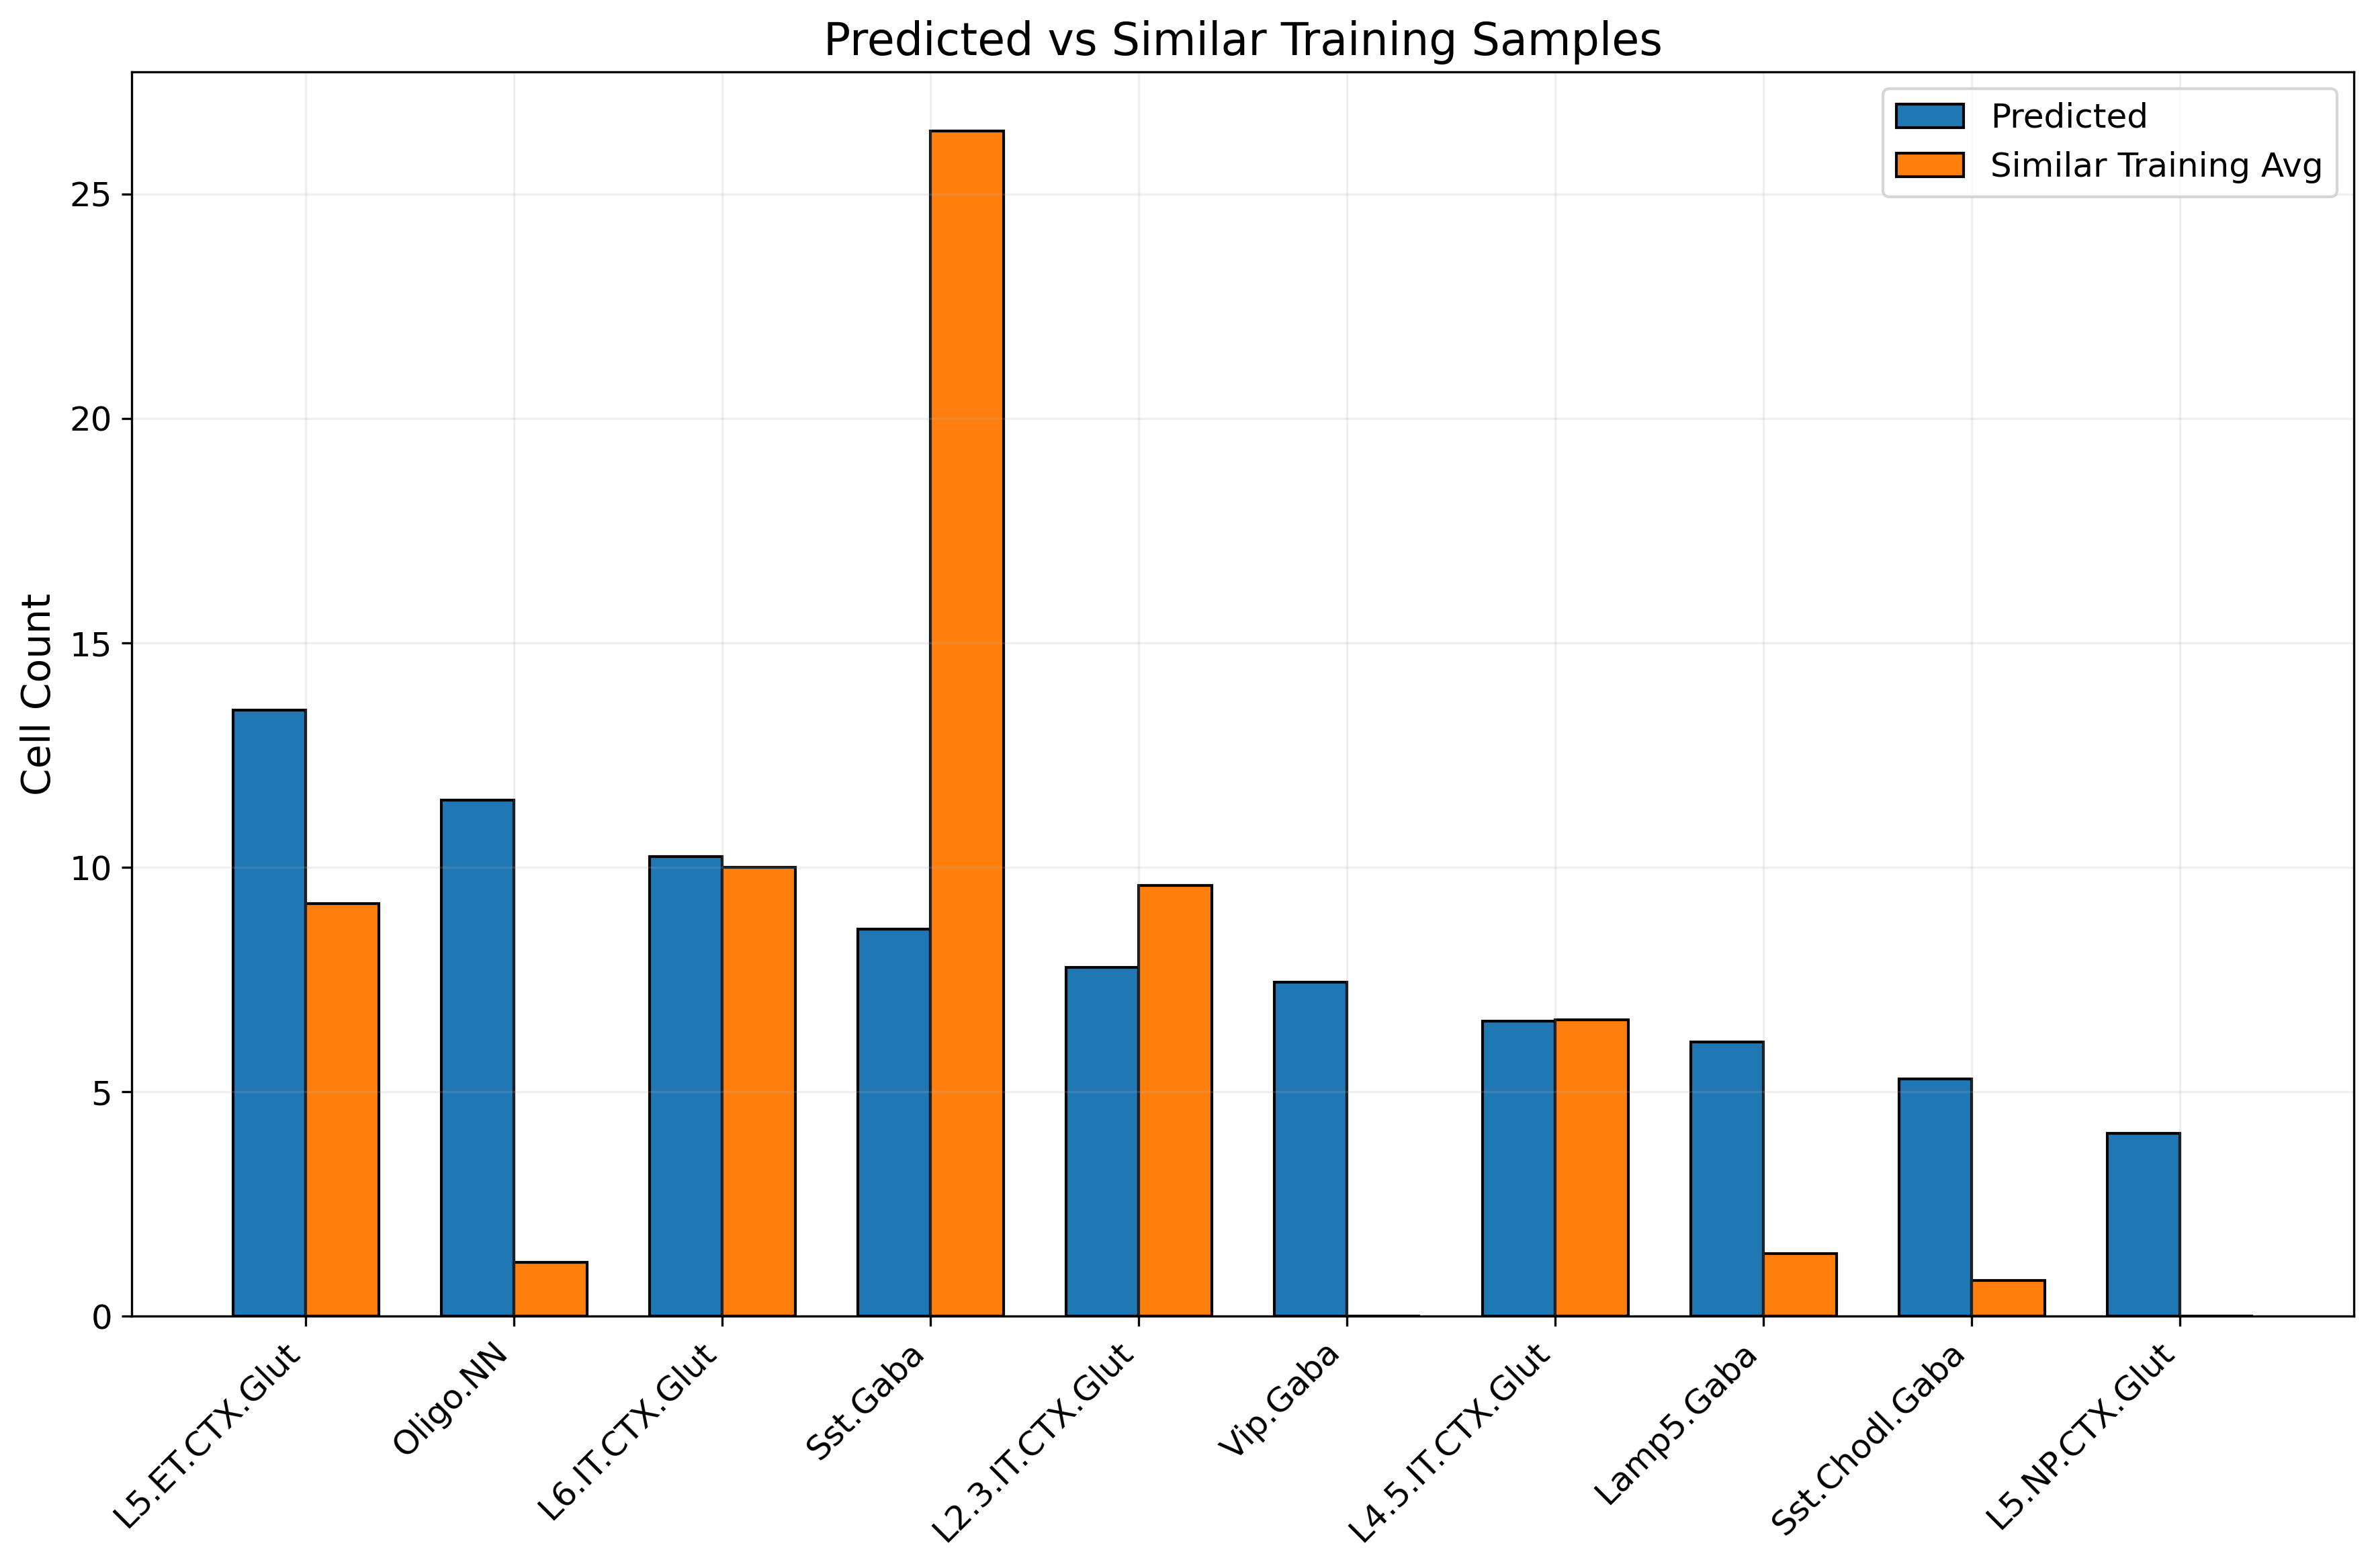 Predicted vs Similar Training Samples
Predicted
Similar Training Avg
Cell Count
25
20
15
10
5
0
L5.ET.CTX.Glut
Oligo.NN
L6.IT.CTX.Glut
Sst.Gaba
L2.3.IT.CTX.Glut
Vip.Gaba
L4.5.IT.CTX.Glut
Lamp5.Gaba
Sst.Chodl.Gaba
L5.NP.CTX.Glut